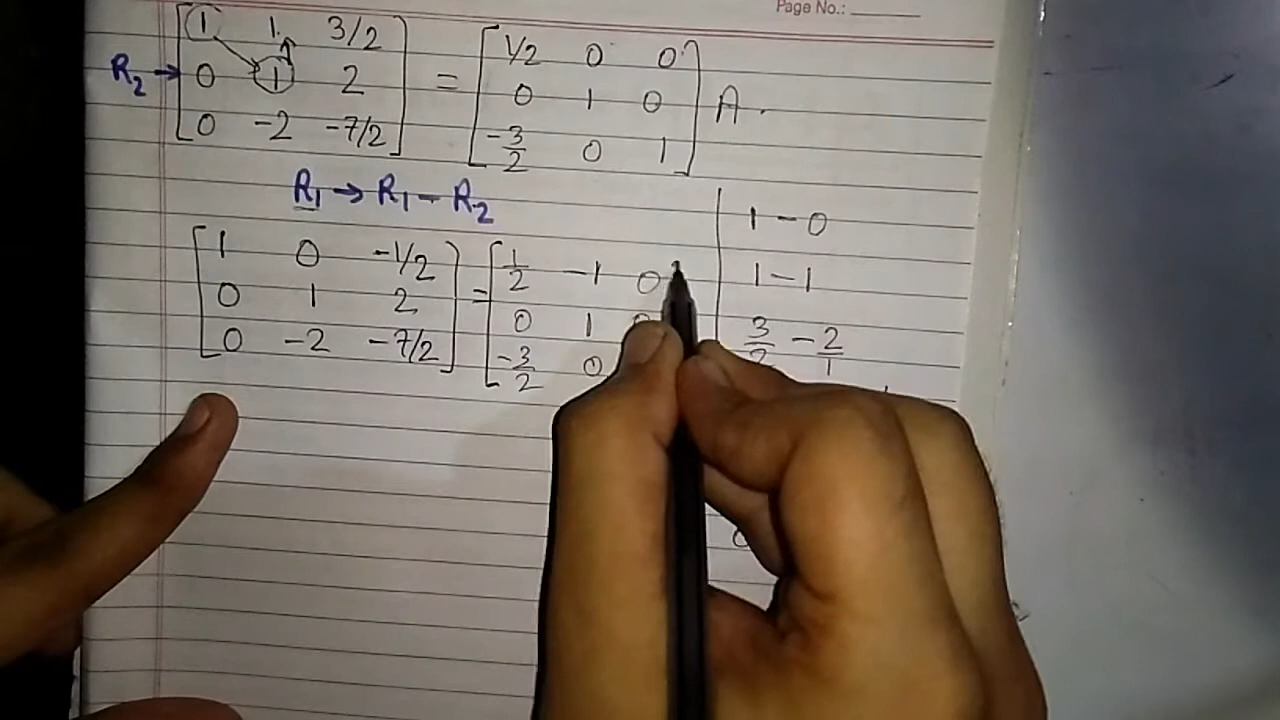 Page No.:
1 1 3/2 1/2 0 0
R2 → 0 1 2 = 0 1 0 A.
0 -2 -7/2 -3/2 0 1
R1 → R1 - R2
1 - 0
1 0 -1/2 1/2 -1 0
1 - 1
0 1 2 = 0 1
3/2 - 2/1
0 -2 -7/2 -3/2 0